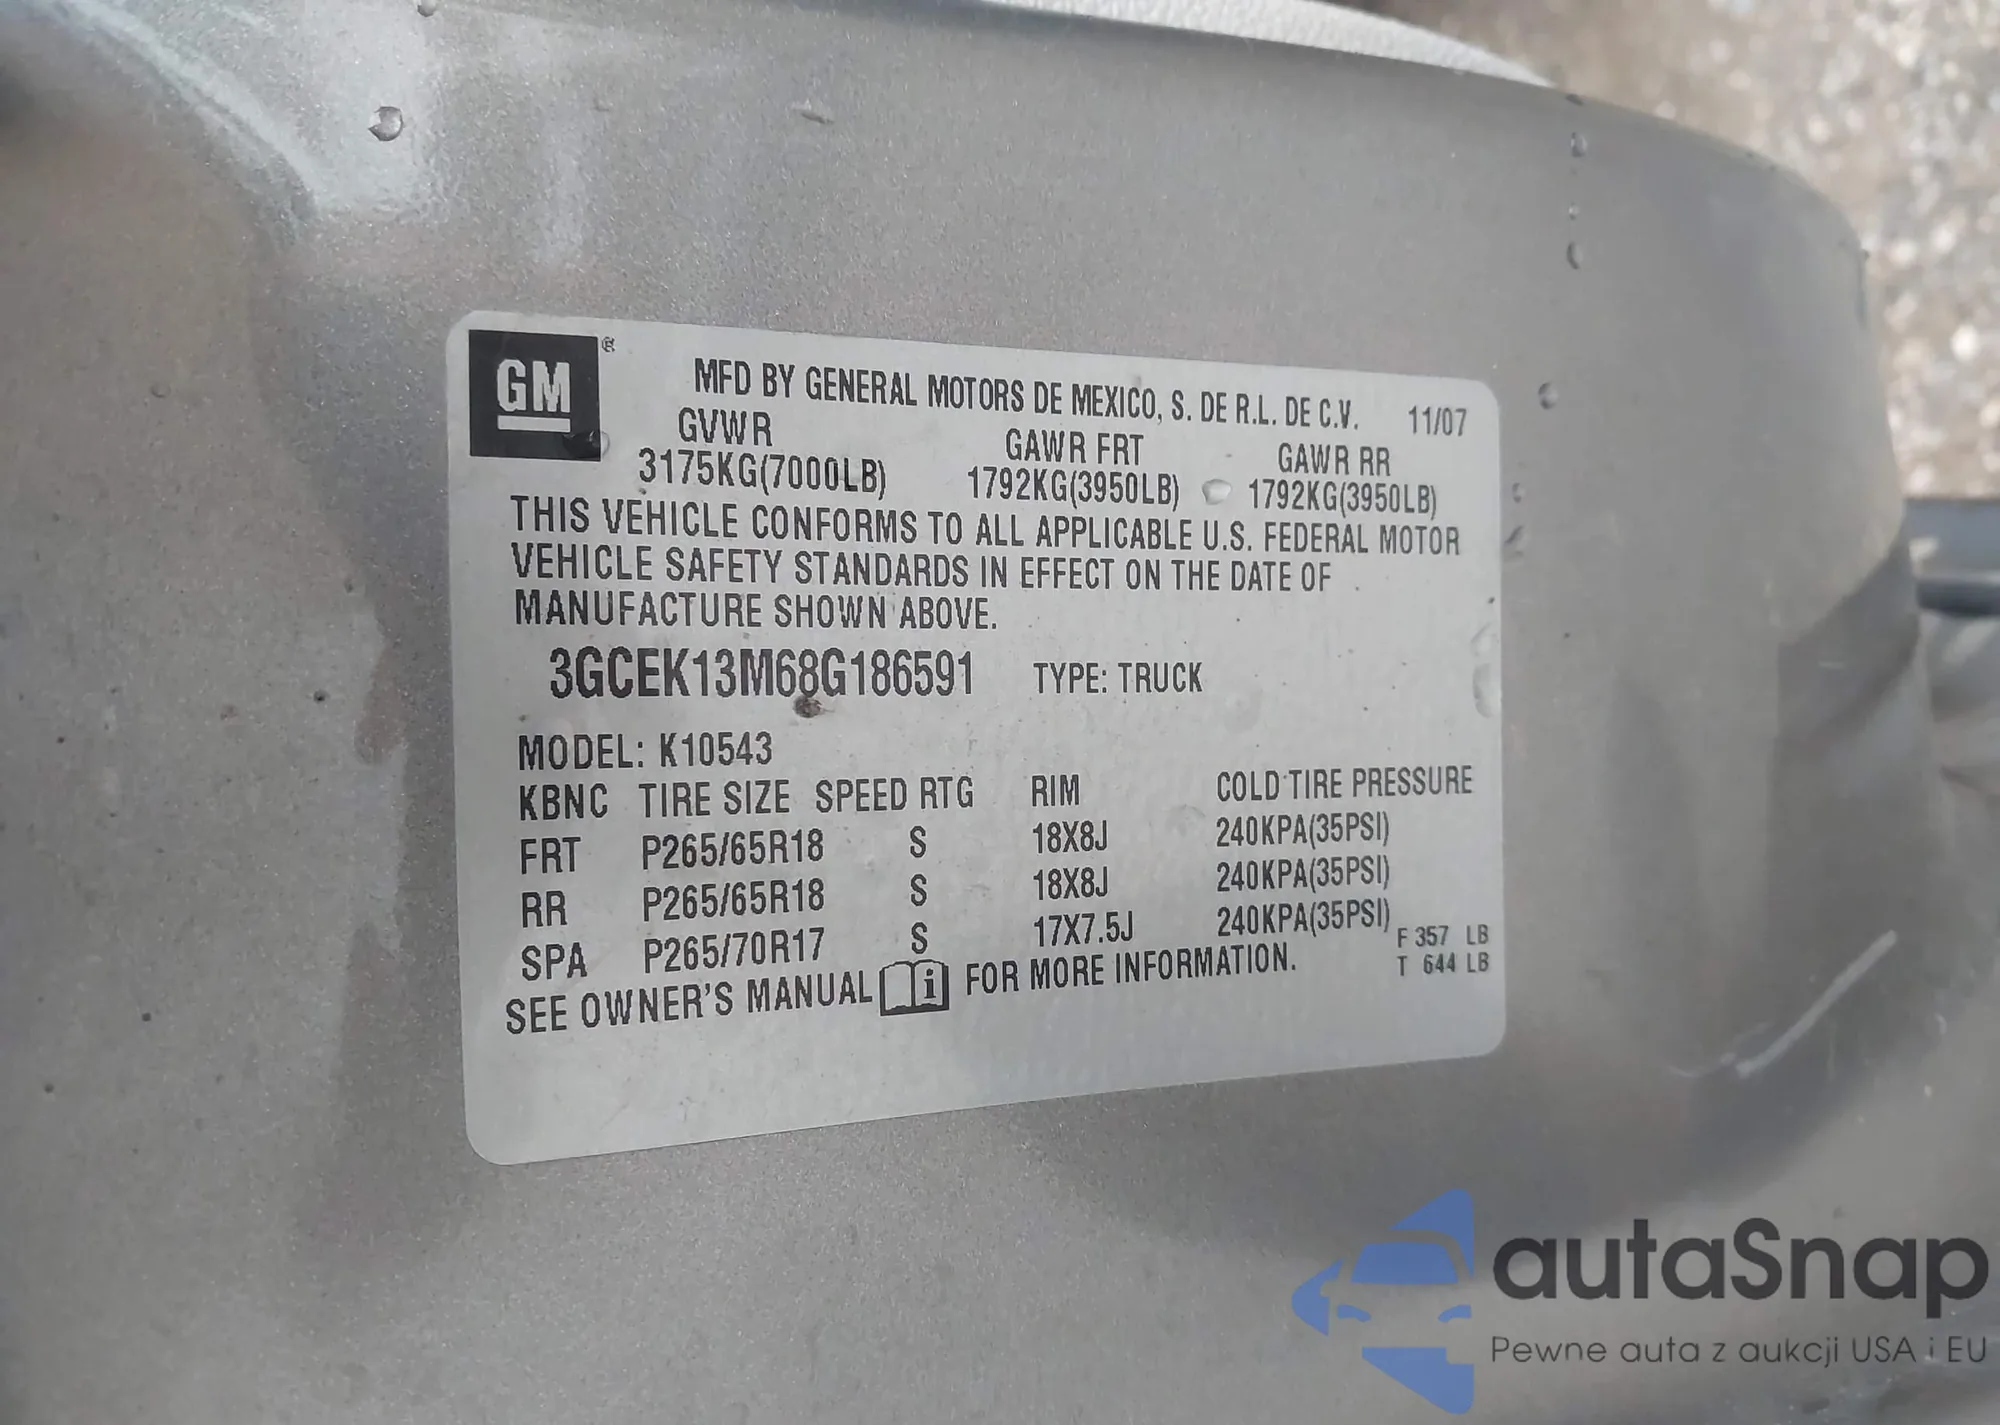 GM ®
MFD BY GENERAL MOTORS DE MEXICO, S. DE R.L. DE C.V. 11/07
GVWR GAWR FRT GAWR RR
3175KG(7000LB) 1792KG(3950LB) 1792KG(3950LB)
THIS VEHICLE CONFORMS TO ALL APPLICABLE U.S. FEDERAL MOTOR
VEHICLE SAFETY STANDARDS IN EFFECT ON THE DATE OF
MANUFACTURE SHOWN ABOVE.
3GCEK13M68G186591 TYPE: TRUCK
MODEL: K10543
KBNC TIRE SIZE SPEED RTG RIM COLD TIRE PRESSURE
FRT P265/65R18 S 18X8J 240KPA(35PSI)
RR P265/65R18 S 18X8J 240KPA(35PSI)
SPA P265/70R17 S 17X7.5J 240KPA(35PSI)
F 357 LB
T 644 LB
SEE OWNER'S MANUAL i FOR MORE INFORMATION.
autaSnap
Pewne auta z aukcji USA i EU